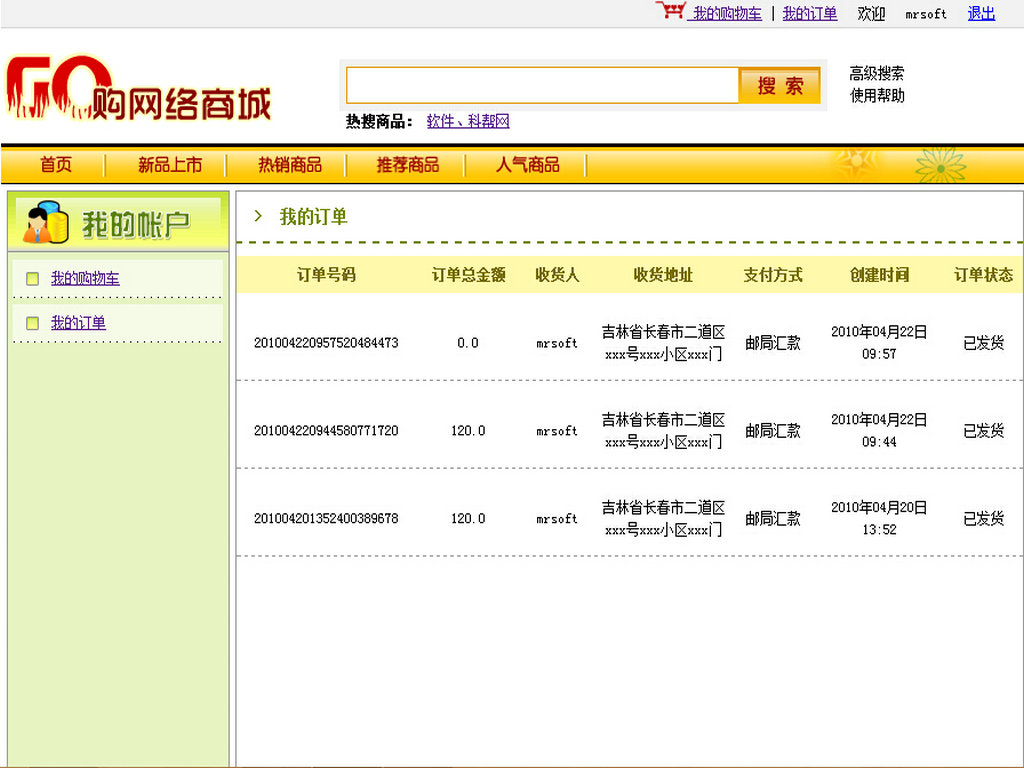 我的购物车 | 我的订单 欢迎 mrsoft 退出
GO购网络商城
搜 索
高级搜索
使用帮助
热搜商品： 软件、科帮网
首页 新品上市 热销商品 推荐商品 人气商品
我的帐户
我的购物车
我的订单
> 我的订单
订单号码 订单总金额 收货人 收货地址 支付方式 创建时间 订单状态
201004220957520484473 0.0 mrsoft 吉林省长春市二道区 邮局汇款 2010年04月22日 已发货
xxx号xxx小区xxx门 09:57
201004220944580771720 120.0 mrsoft 吉林省长春市二道区 邮局汇款 2010年04月22日 已发货
xxx号xxx小区xxx门 09:44
201004201352400389678 120.0 mrsoft 吉林省长春市二道区 邮局汇款 2010年04月20日 已发货
xxx号xxx小区xxx门 13:52